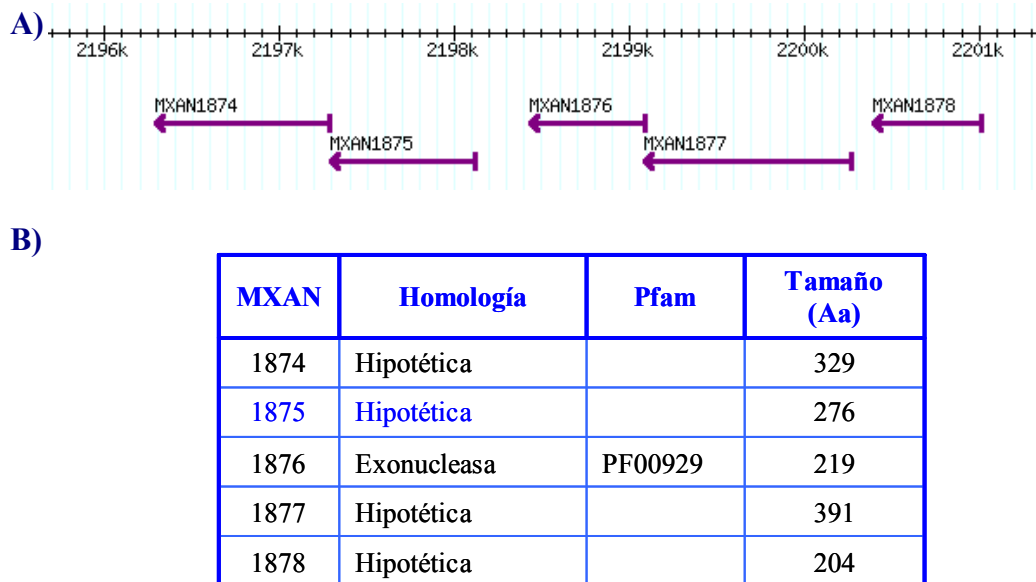 A)
2196k 2197k 2198k 2199k 2200k 2201k
MXAN1874 MXAN1876 MXAN1878
MXAN1875 MXAN1877
B)
MXAN Homología Pfam Tamaño (Aa)
1874 Hipotética 329
1875 Hipotética 276
1876 Exonucleasa PF00929 219
1877 Hipotética 391
1878 Hipotética 204